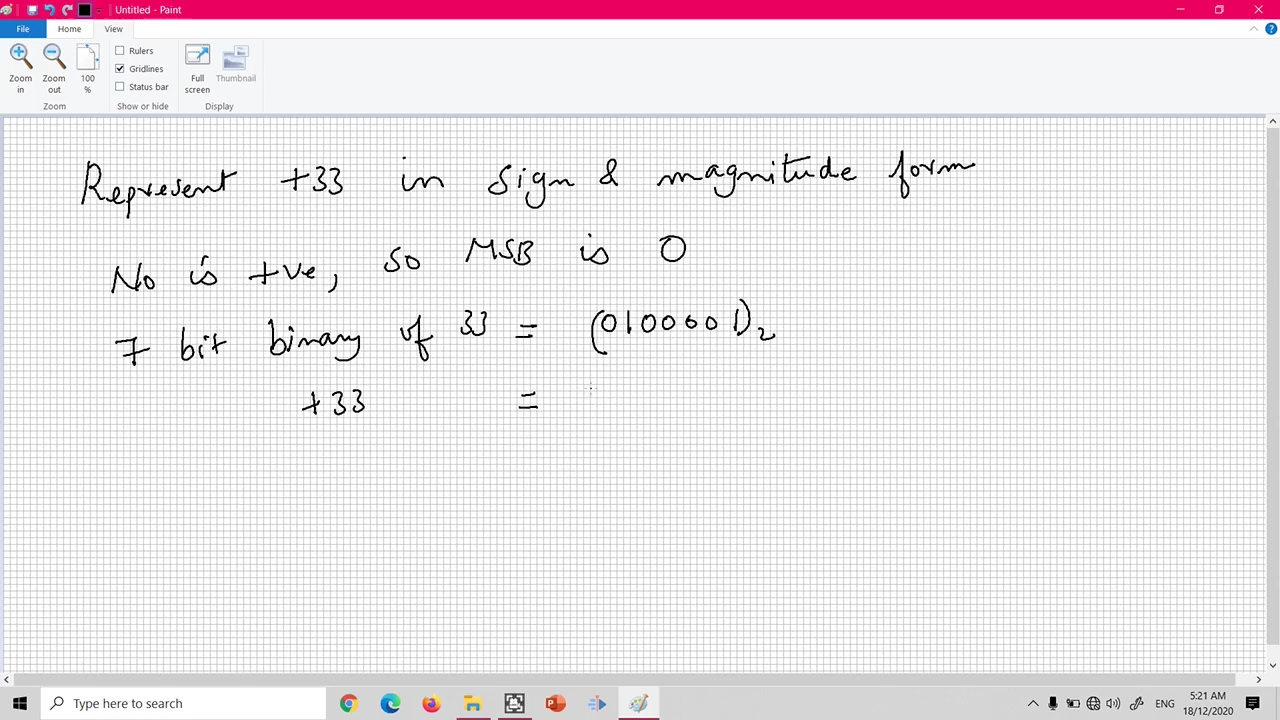 Untitled - Paint
File Home View
Zoom in
Zoom out
100 %
Rulers
Gridlines
Status bar
Full screen
Thumbnail
Zoom
Show or hide
Display
Represent +33 in sign & magnitude form
No is +ve, so MSB is 0
7 bit binary of 33 = (0100001)2
+33 =
Type here to search
ENG
5:21 AM
18/12/2020